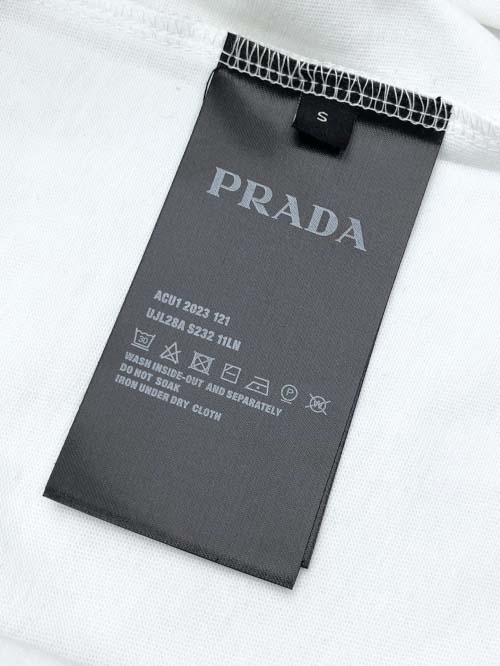 S
PRADA
ACU1 2023 121
UJL28A S232 11LN
30
P
W
WASH INSIDE-OUT AND SEPARATELY
DO NOT SOAK
IRON UNDER DRY CLOTH